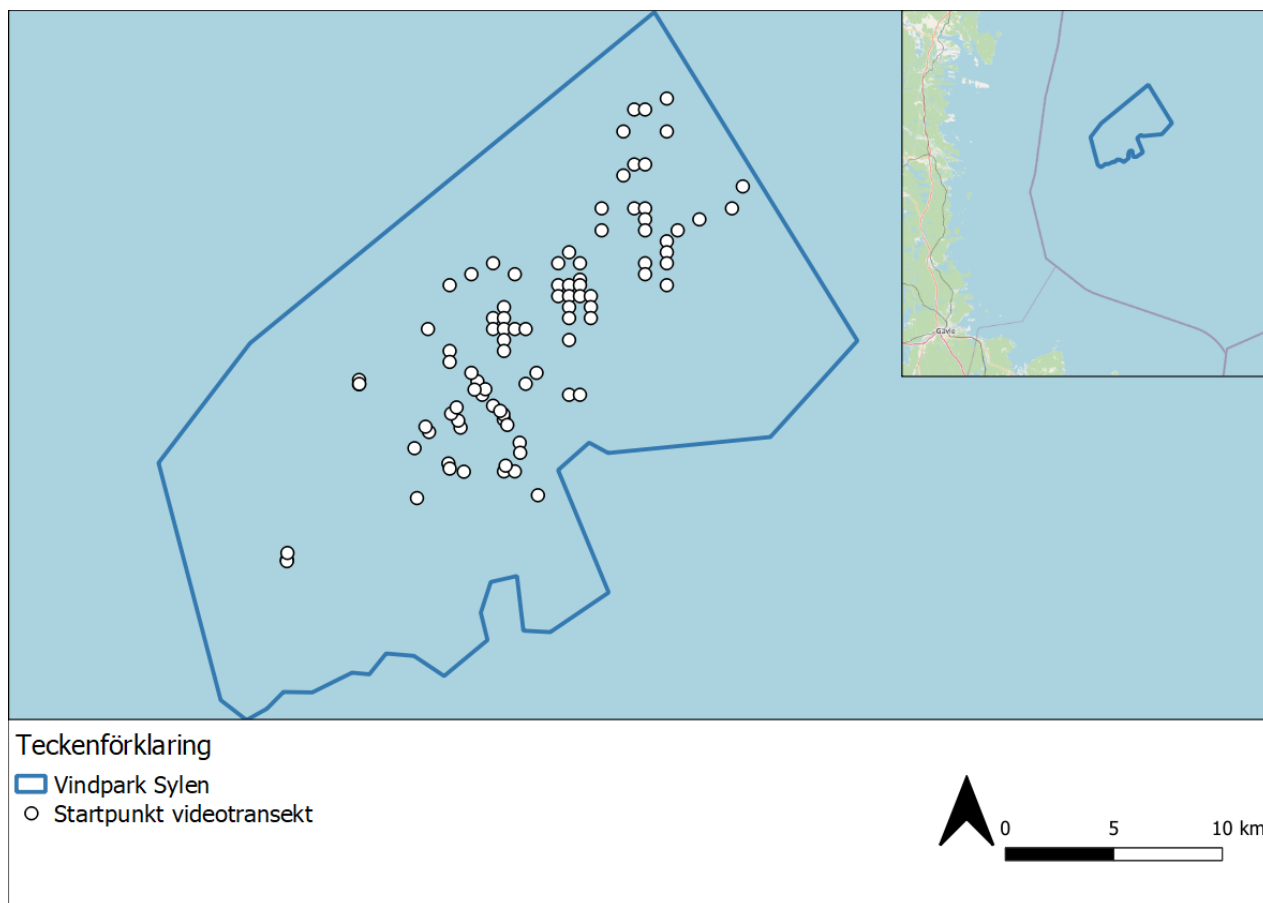 Gävle
Teckenförklaring
Vindpark Sylen
Startpunkt videotransekt
0 5 10 km